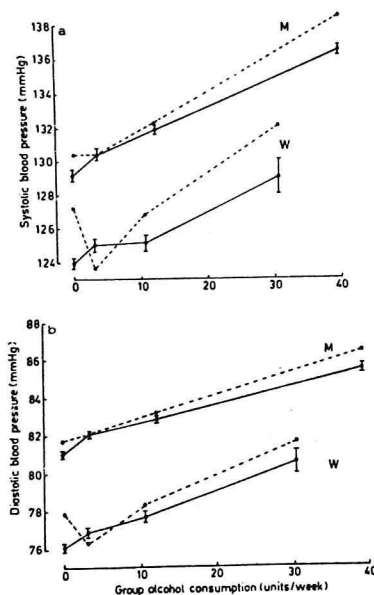 a
Systolic blood pressure (mmHg)
138
136
134
132
130
128
126
124
M
W
0
10
20
30
40
b
Diastolic blood pressure (mmHg)
88
86
84
82
80
78
76
M
W
0
10
20
30
40
Group alcohol consumption (units/week)